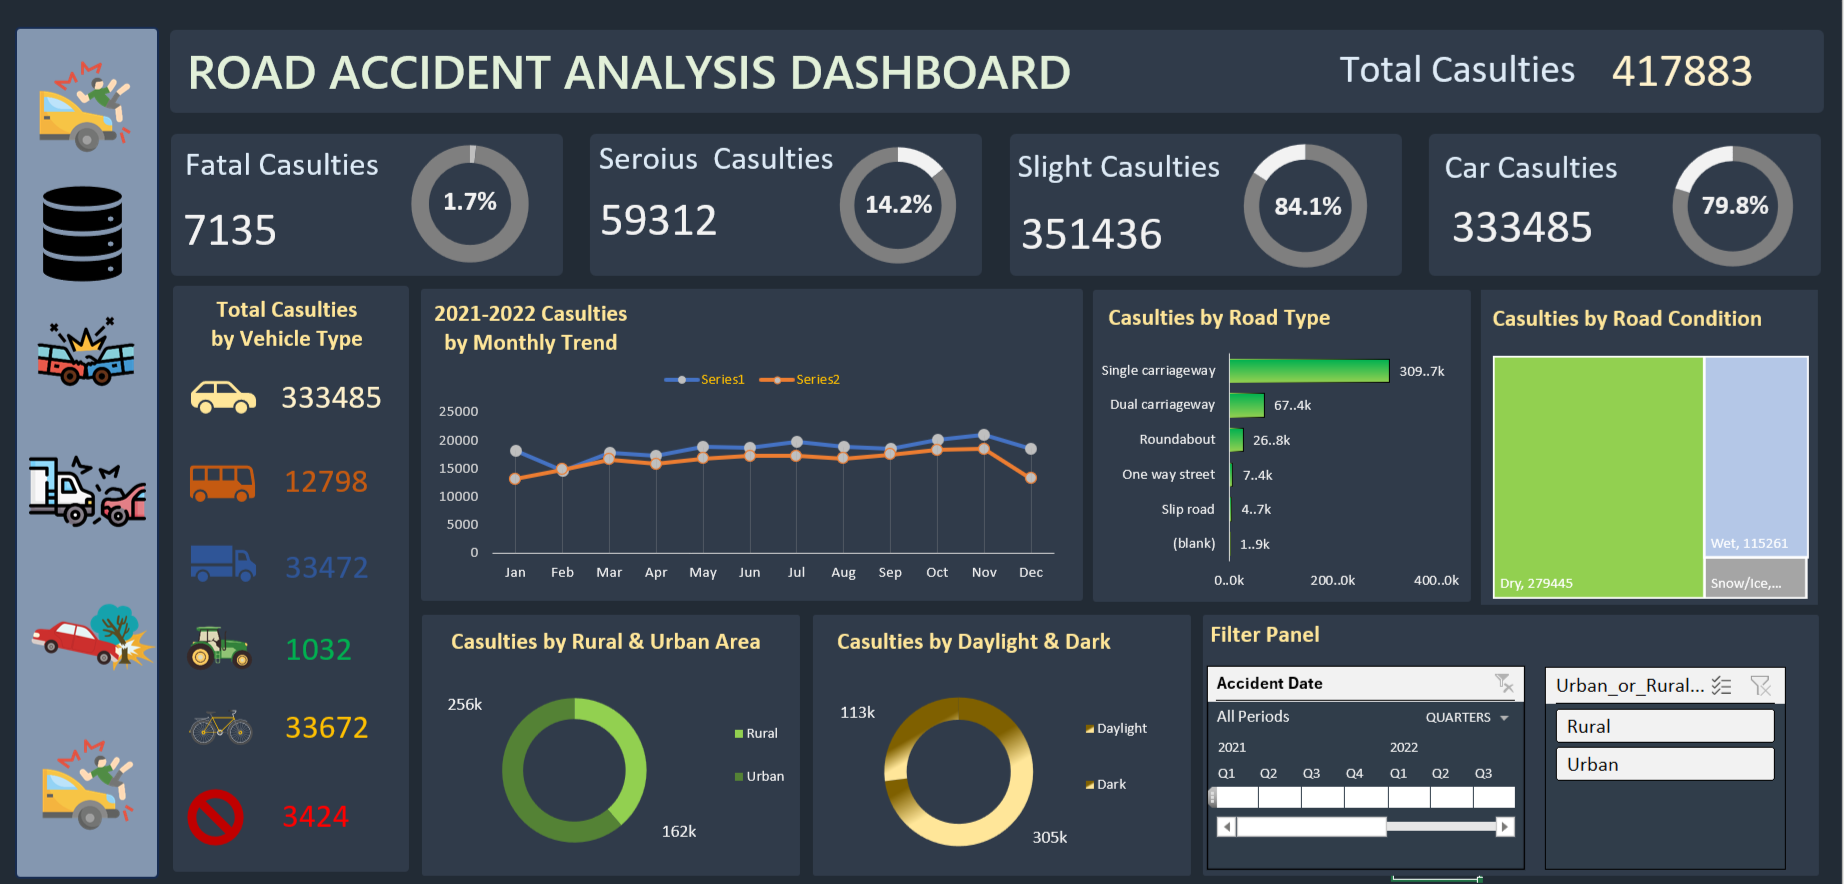 ROAD ACCIDENT ANALYSIS DASHBOARD
Total Casulties 417883
Fatal Casulties
7135
1.7%
Seroius Casulties
59312
14.2%
Slight Casulties
351436
84.1%
Car Casulties
333485
79.8%
Total Casulties
by Vehicle Type
333485
12798
33472
1032
33672
3424
2021-2022 Casulties
by Monthly Trend
Series1 Series2
25000
20000
15000
10000
5000
0
Jan Feb Mar Apr May Jun Jul Aug Sep Oct Nov Dec
Casulties by Road Type
Single carriageway 309..7k
Dual carriageway 67..4k
Roundabout 26..8k
One way street 7..4k
Slip road 4..7k
(blank) 1..9k
0..0k 200..0k 400..0k
Casulties by Road Condition
Dry, 279445
Wet, 115261
Snow/Ice,...
Casulties by Rural & Urban Area
256k
162k
Rural
Urban
Casulties by Daylight & Dark
113k
305k
Daylight
Dark
Filter Panel
Accident Date
All Periods QUARTERS
2021 2022
Q1 Q2 Q3 Q4 Q1 Q2 Q3
Urban_or_Rural...
Rural
Urban